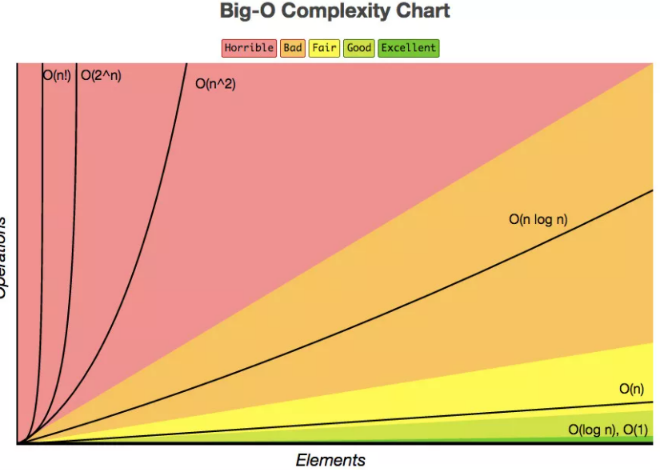 Big-O Complexity Chart
Horrible Bad Fair Good Excellent
O(n!) O(2^n)
O(n^2)
O(n log n)
O(n)
O(log n), O(1)
Operations
Elements